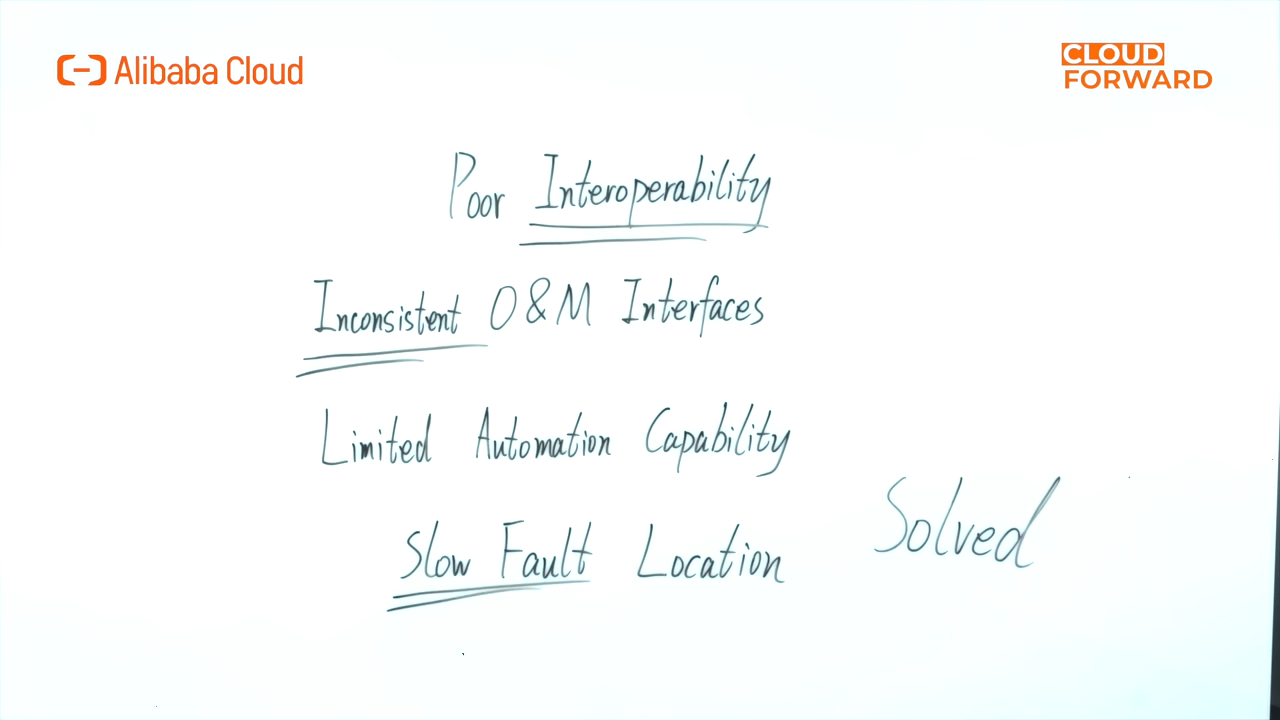 Alibaba Cloud
CLOUD
FORWARD
Poor Interoperability
Inconsistent O&M Interfaces
Limited Automation Capability
Slow Fault Location
Solved